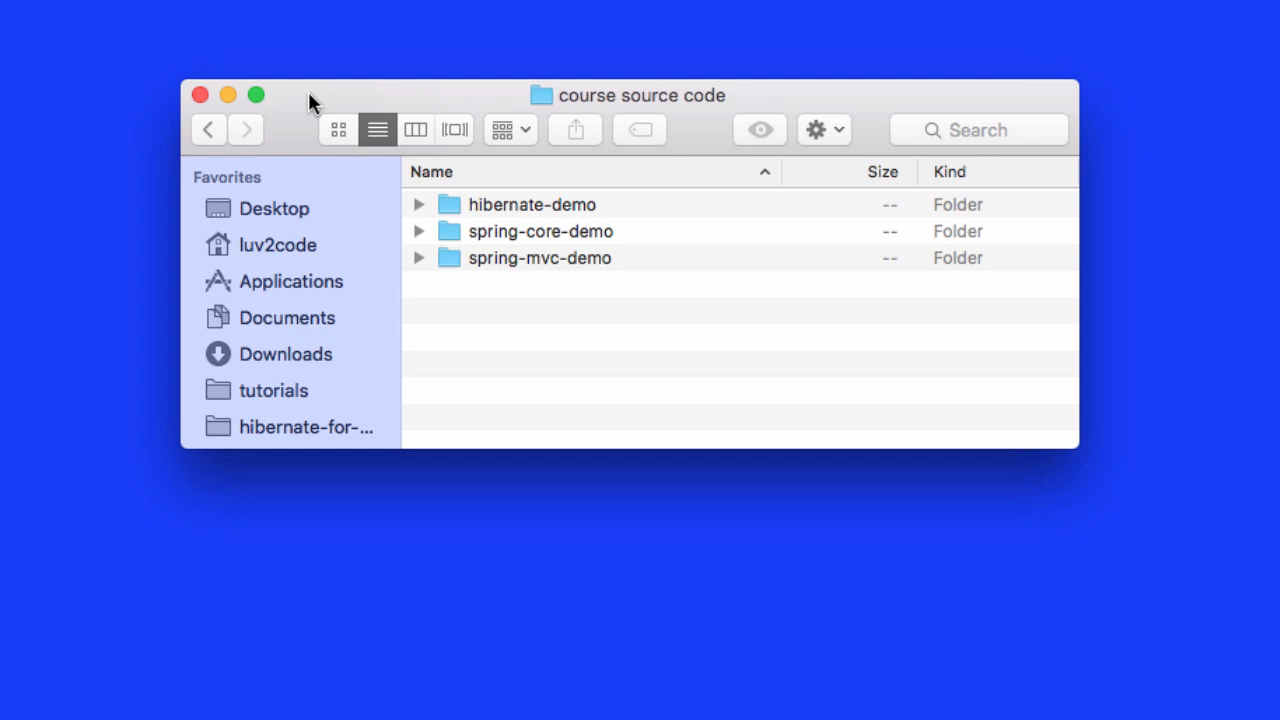 course source code
Search
Favorites
Desktop
luv2code
Applications
Documents
Downloads
tutorials
hibernate-for-...
Name Size Kind
hibernate-demo -- Folder
spring-core-demo -- Folder
spring-mvc-demo -- Folder